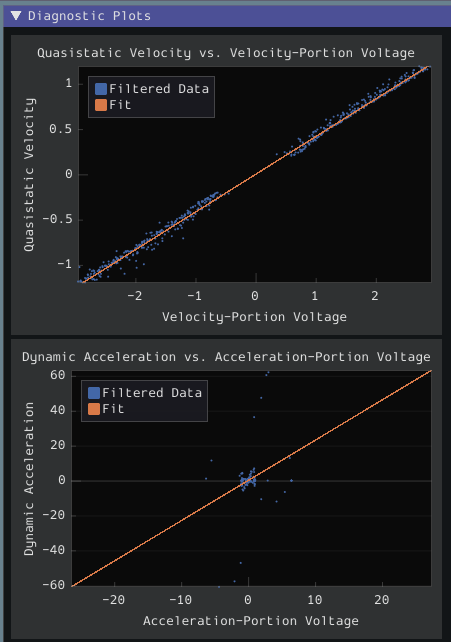 Diagnostic Plots
Quasistatic Velocity vs. Velocity-Portion Voltage
Filtered Data
Fit
Quasistatic Velocity
1
0.5
0
-0.5
-1
-2 -1 0 1 2
Velocity-Portion Voltage
Dynamic Acceleration vs. Acceleration-Portion Voltage
Filtered Data
Fit
Dynamic Acceleration
60
40
20
0
-20
-40
-60
-20 -10 0 10 20
Acceleration-Portion Voltage